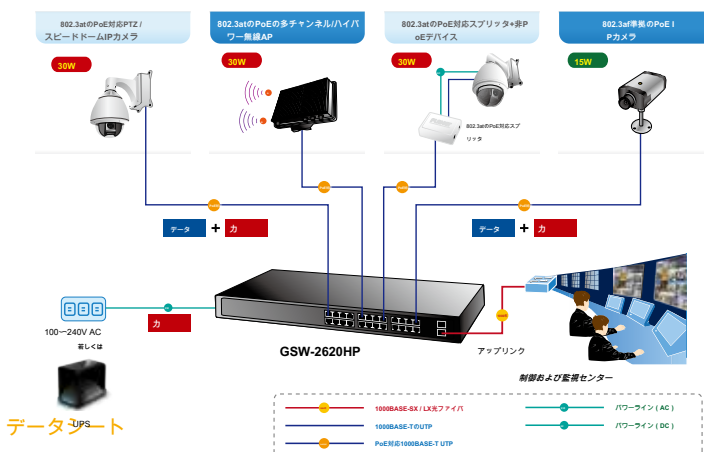 802.3atのPoE対応PTZ /
スピードドームIPカメラ
802.3atのPoEの多チャンネル/ハイパ
ワー無線AP
802.3atのPoE対応スプリッタ+非P
oEデバイス
802.3af準拠のPoE I
Pカメラ
30W
30W
30W
15W
802.3atのPoE対応スプ
リッタ
データ + 力
データ + 力
100〜240V AC
力
若しくは
GSW-2620HP
アップリンク
制御および監視センター
UPS
データシート
1000BASE-SX / LX光ファイバ
パワーライン ( AC )
1000BASE-TのUTP
パワーライン ( DC )
PoE対応1000BASE-T UTP